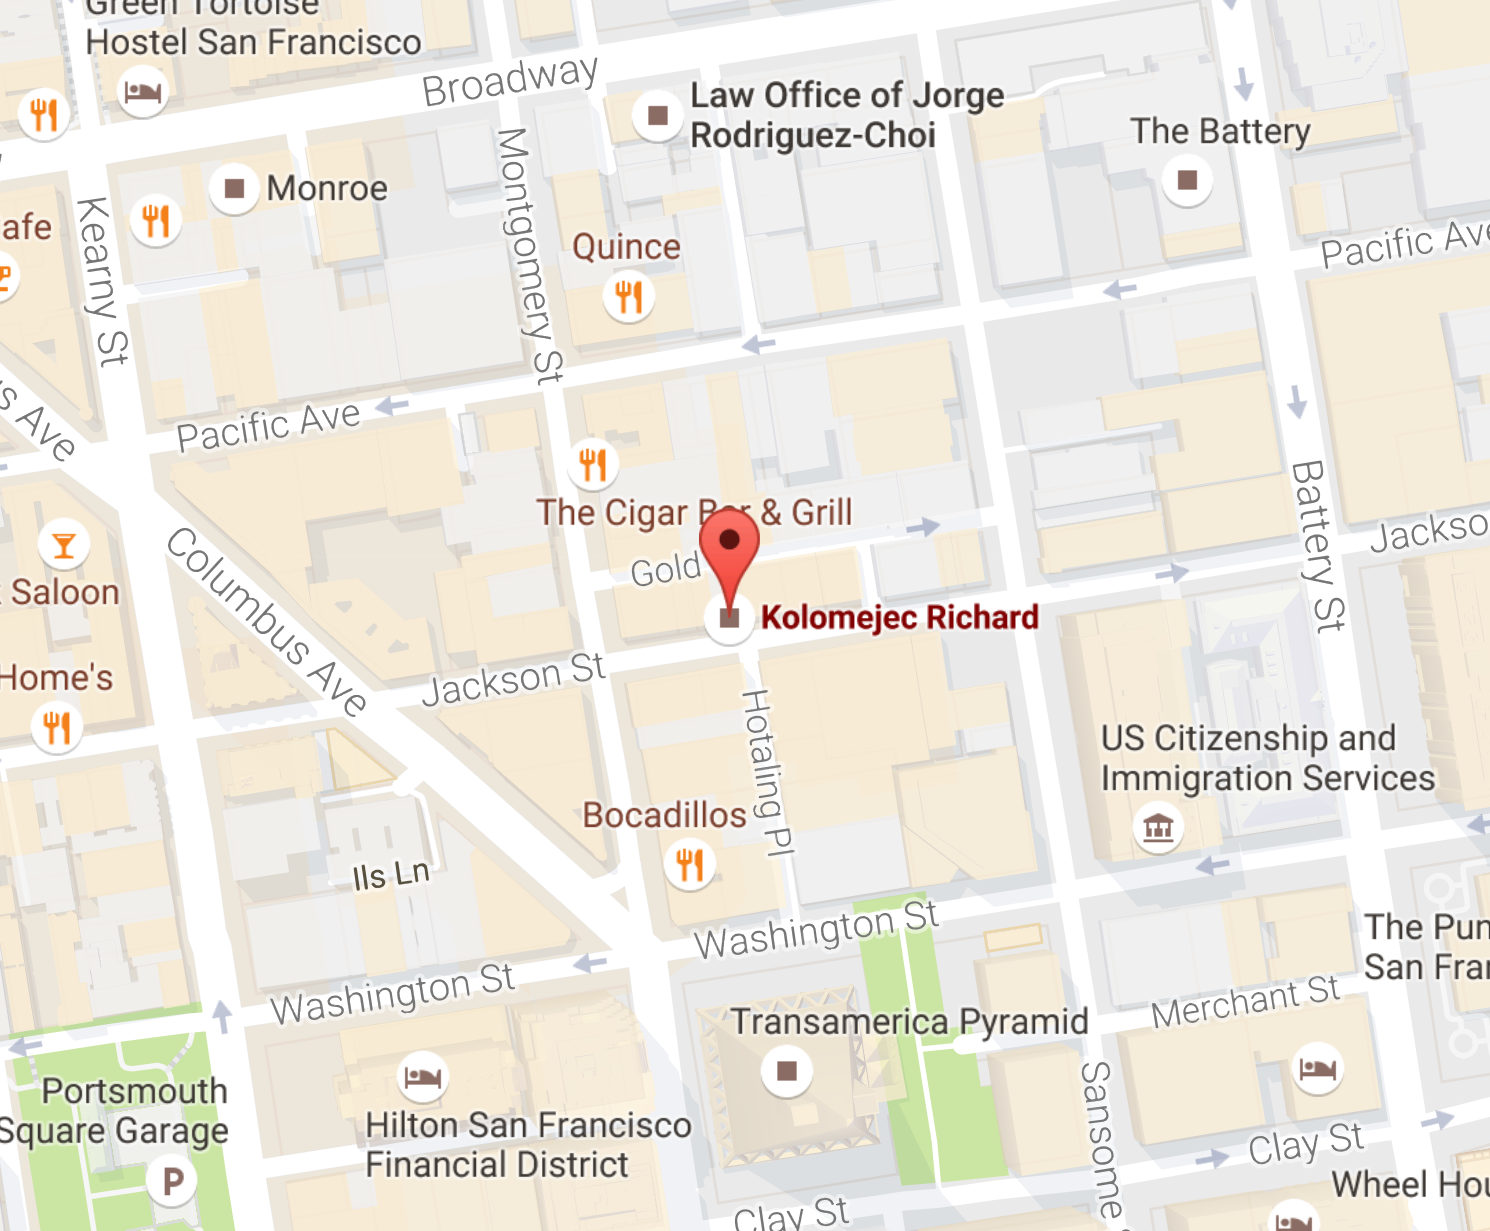 Green Tortoise
Hostel San Francisco
Broadway
Law Office of Jorge
Rodriguez-Choi
The Battery
Monroe
Montgomery St
Kearny St
afe
Quince
Pacific Ave
Pacific Ave
us Ave
The Cigar Bar & Grill
Battery St
Jackso
Gold
Columbus Ave
Saloon
Kolomejec Richard
Jackson St
Home's
Hotaling Pl
US Citizenship and
Immigration Services
Bocadillos
Ils Ln
Washington St
The Pun
San Fran
Washington St
Merchant St
Transamerica Pyramid
Portsmouth
Square Garage
P
Hilton San Francisco
Financial District
Sansome
Clay St
Wheel Hou
Clay St